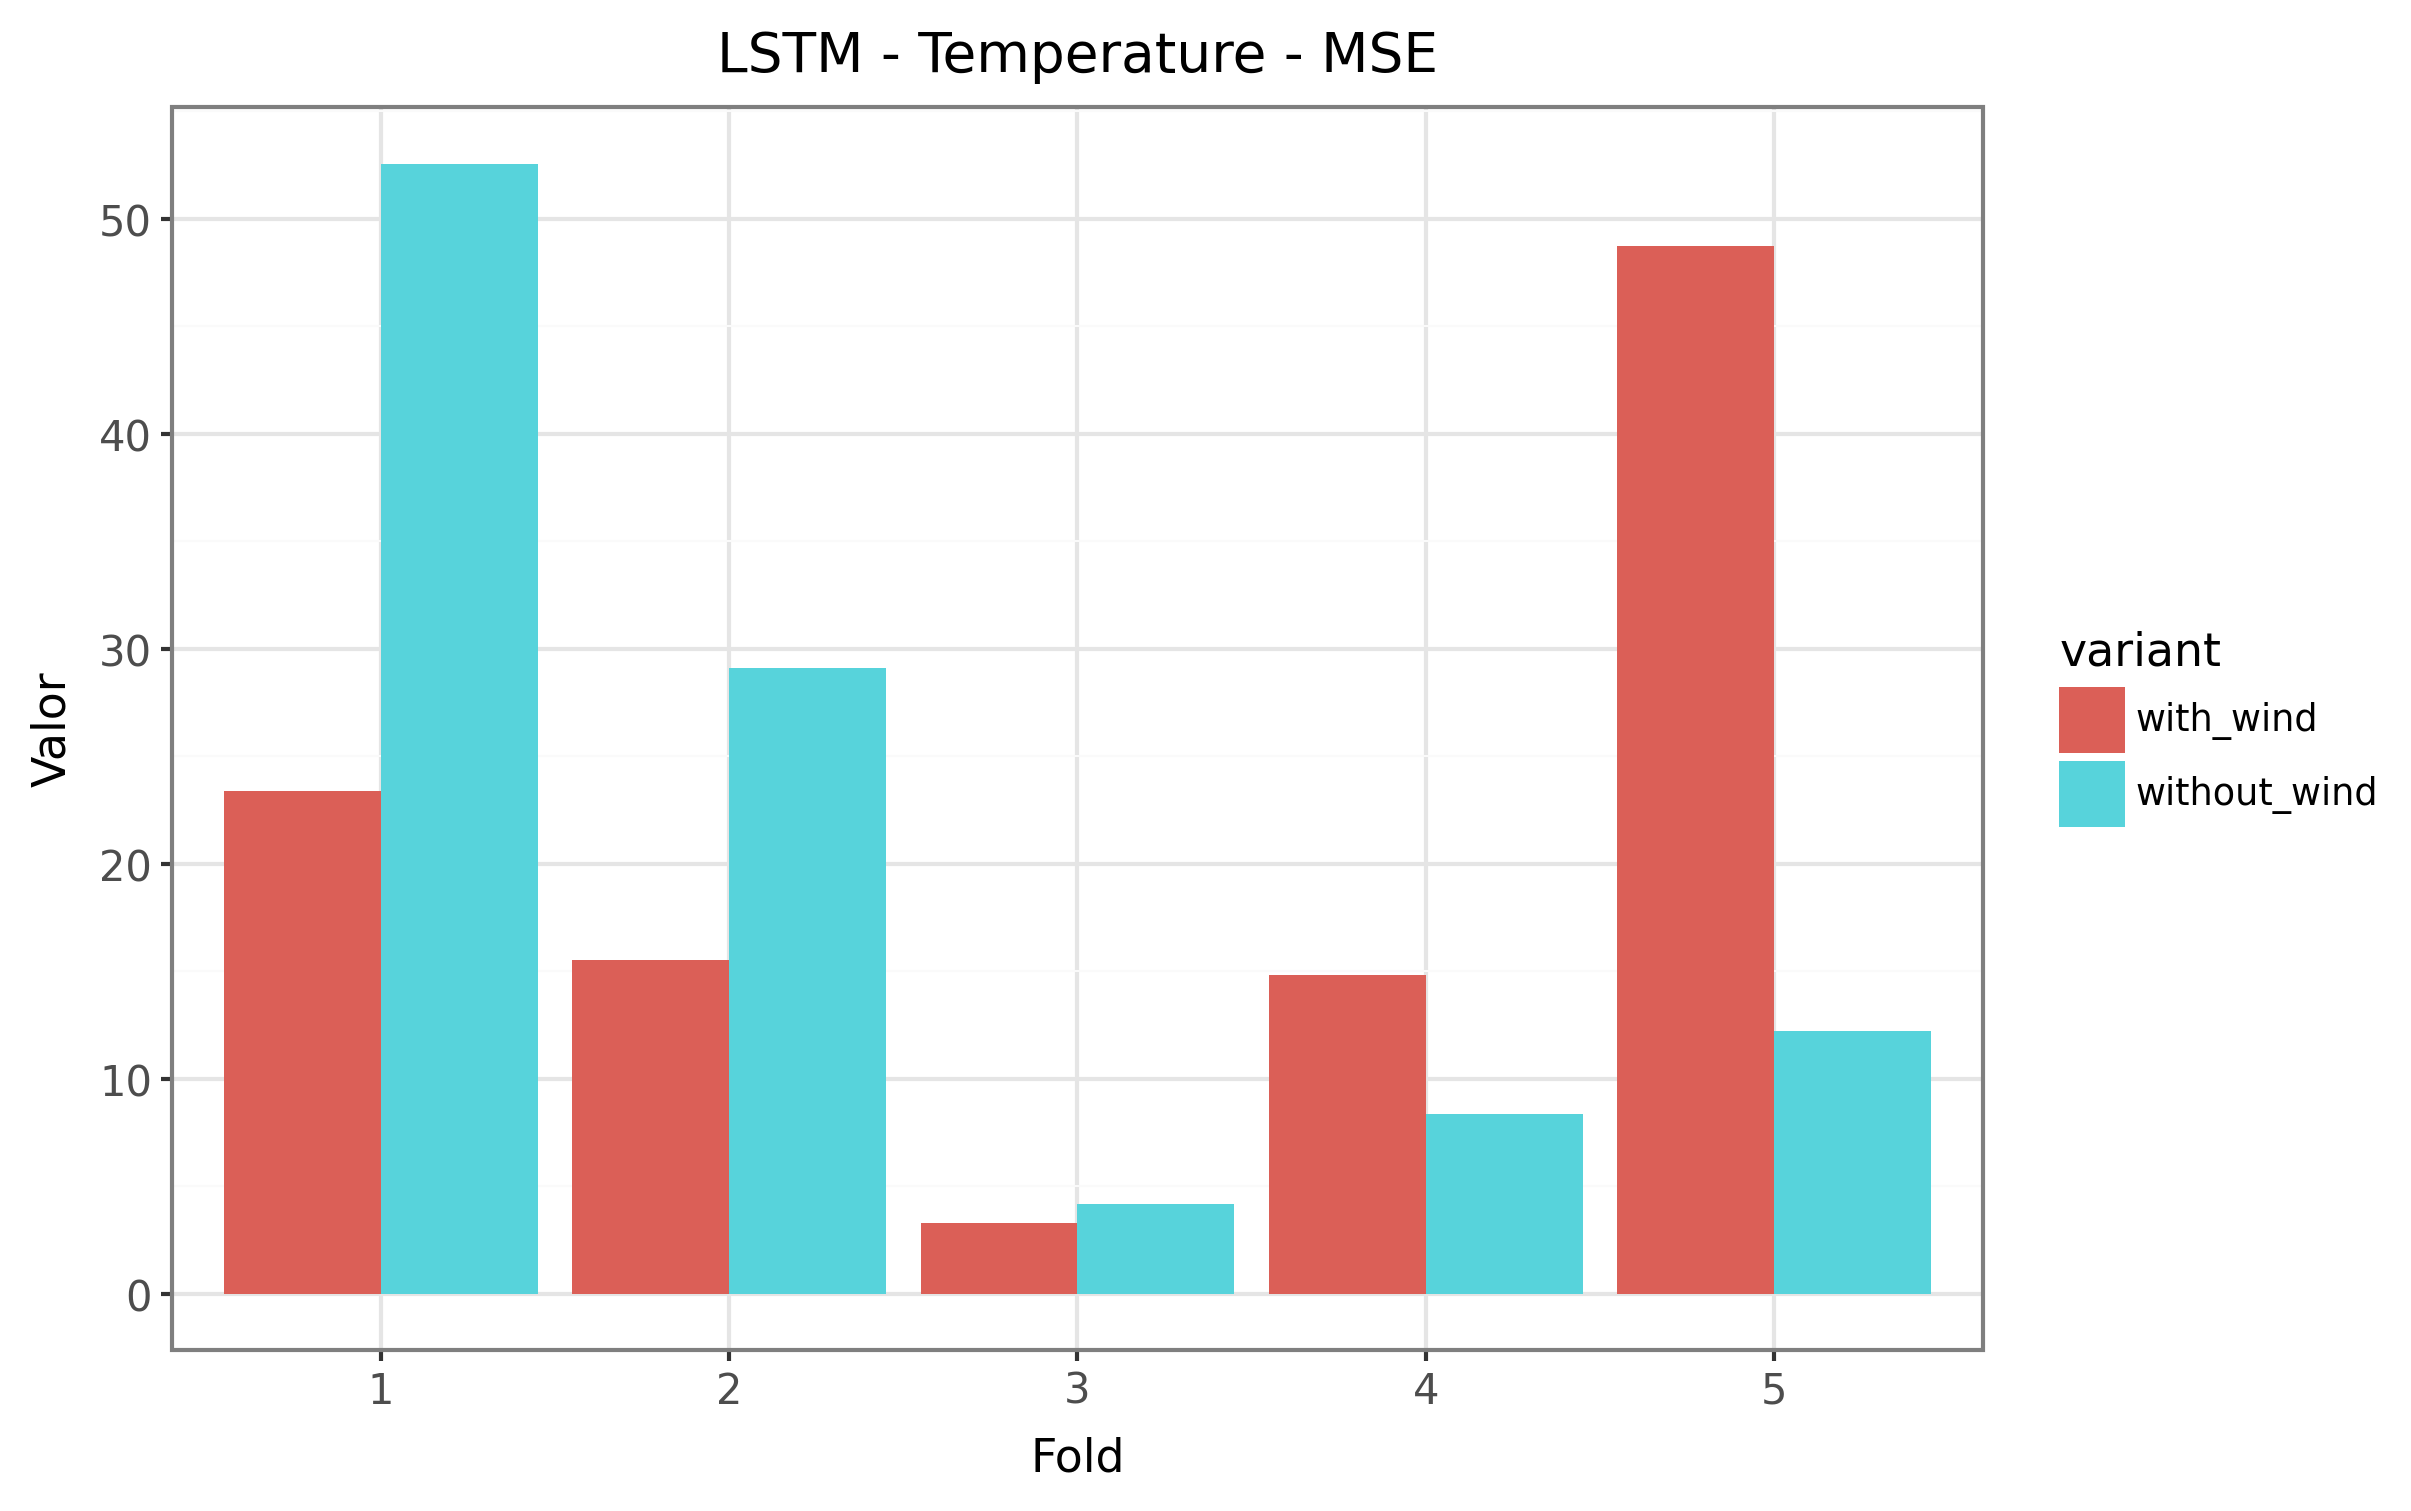 LSTM - Temperature - MSE
Valor
50
40
30
20
10
0
1 2 3 4 5
Fold
variant
with_wind
without_wind